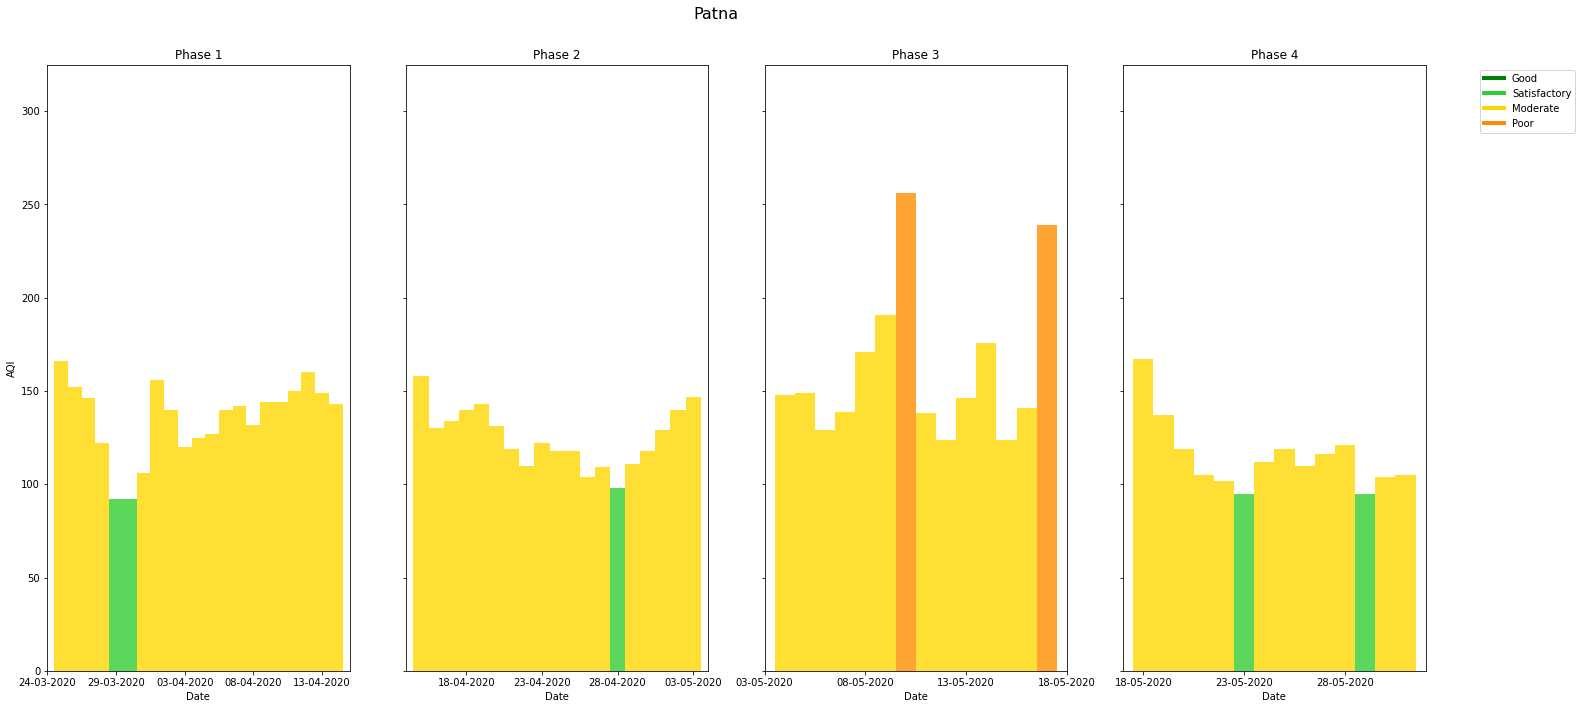 Patna
Phase 1
Phase 2
Phase 3
Phase 4
Good
Satisfactory
Moderate
Poor
AQI
300
250
200
150
100
50
0
24-03-2020 29-03-2020 03-04-2020 08-04-2020 13-04-2020
Date
18-04-2020 23-04-2020 28-04-2020 03-05-2020
Date
03-05-2020 08-05-2020 13-05-2020 18-05-2020
Date
18-05-2020 23-05-2020 28-05-2020
Date